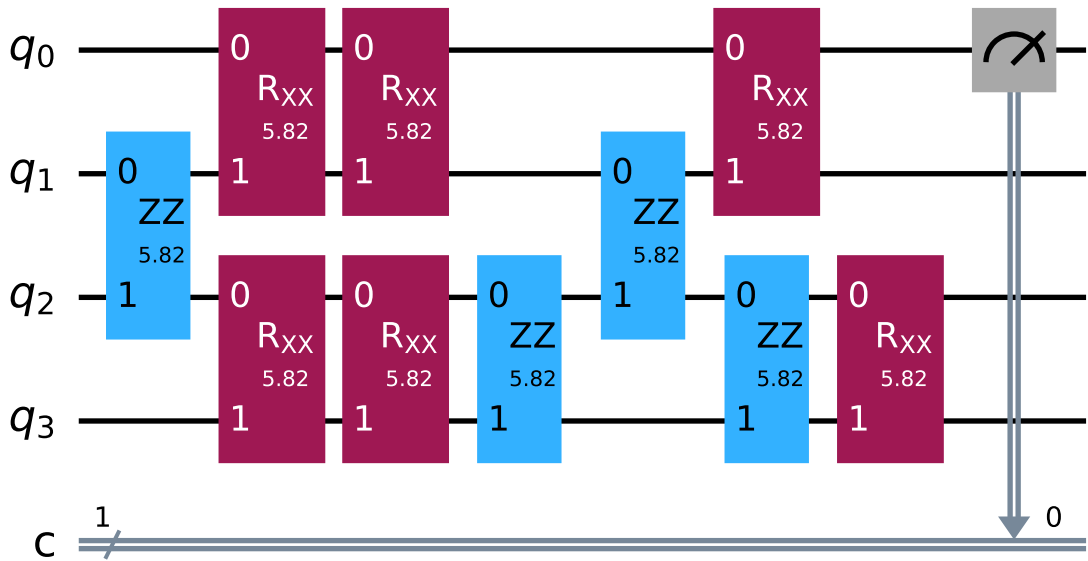 q0 0 0 0
RXX RXX RXX
5.82 5.82 5.82
q1 0 1 1 0 1
ZZ ZZ
5.82 5.82
q2 1 0 0 0 1 0 0
RXX RXX ZZ ZZ RXX
5.82 5.82 5.82 5.82 5.82
q3 1 1 1 1 1
1 0
c